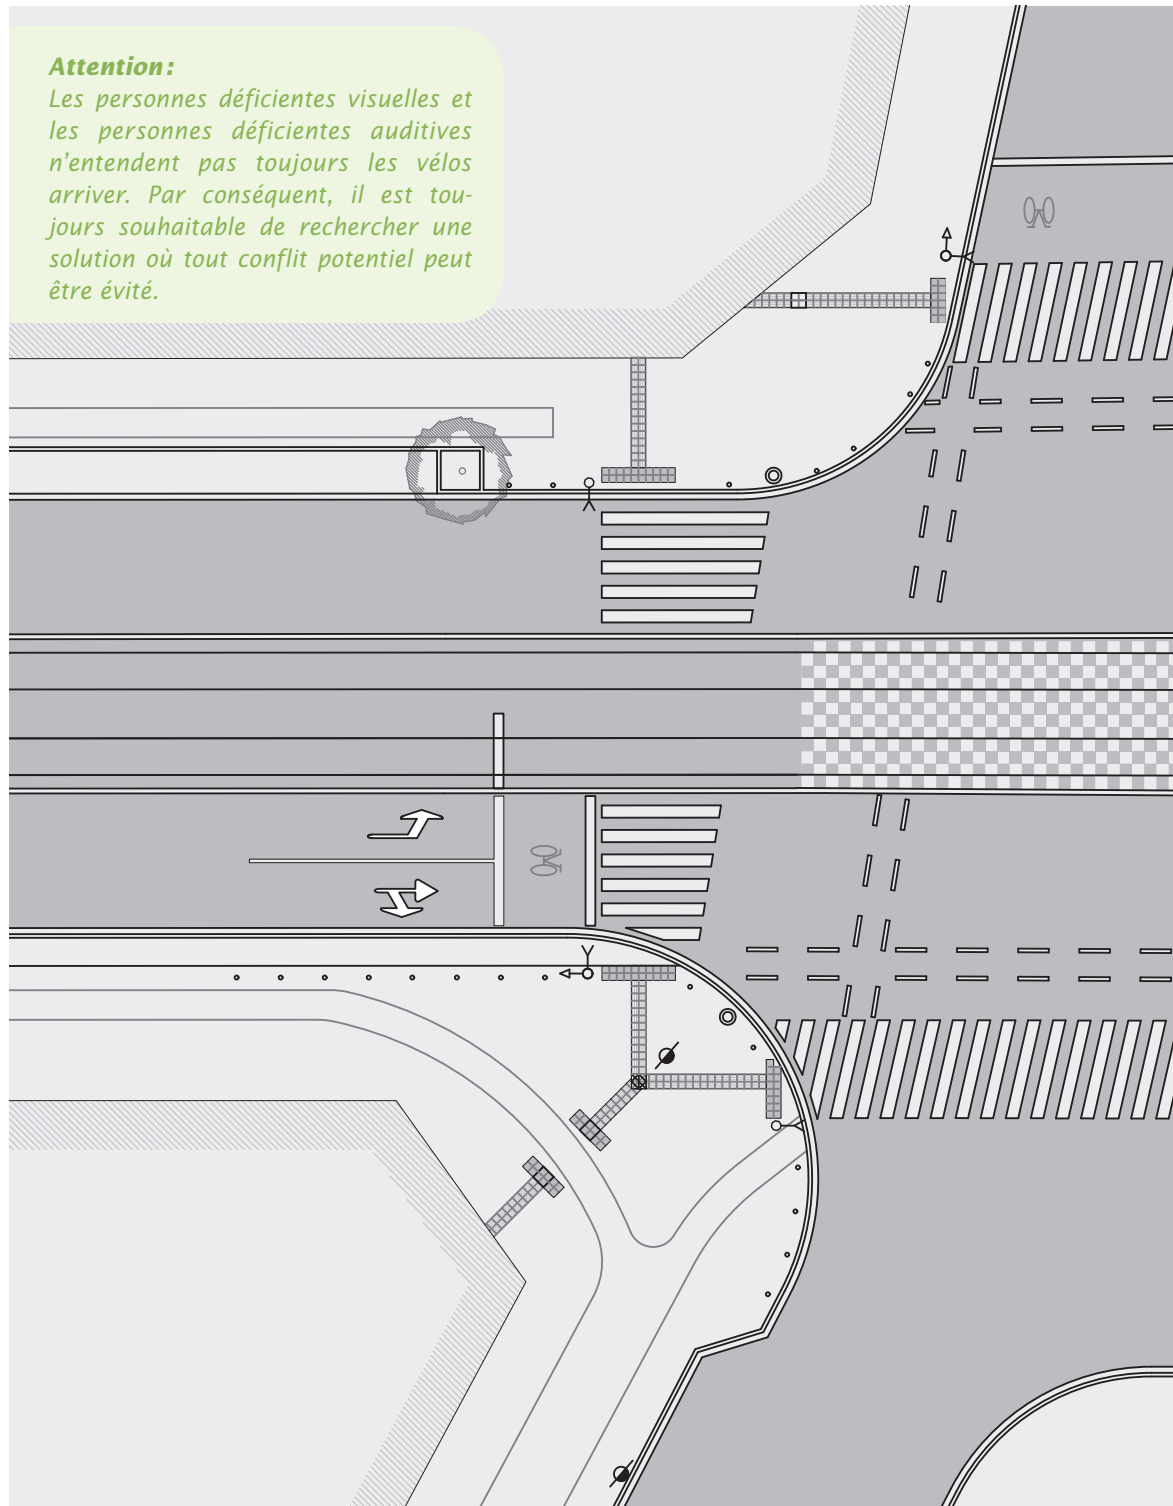 Attention :
Les personnes déficientes visuelles et
les personnes déficientes auditives
n’entendent pas toujours les vélos
arriver. Par conséquent, il est tou-
jours souhaitable de rechercher une
solution où tout conflit potentiel peut
être évité.